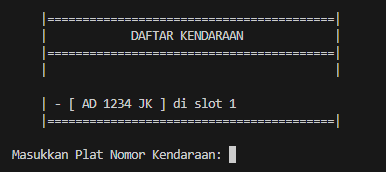 |=========================================|
|            DAFTAR KENDARAAN             |
|=========================================|
|                                         |
| - [ AD 1234 JK ] di slot 1
|=========================================|
Masukkan Plat Nomor Kendaraan: